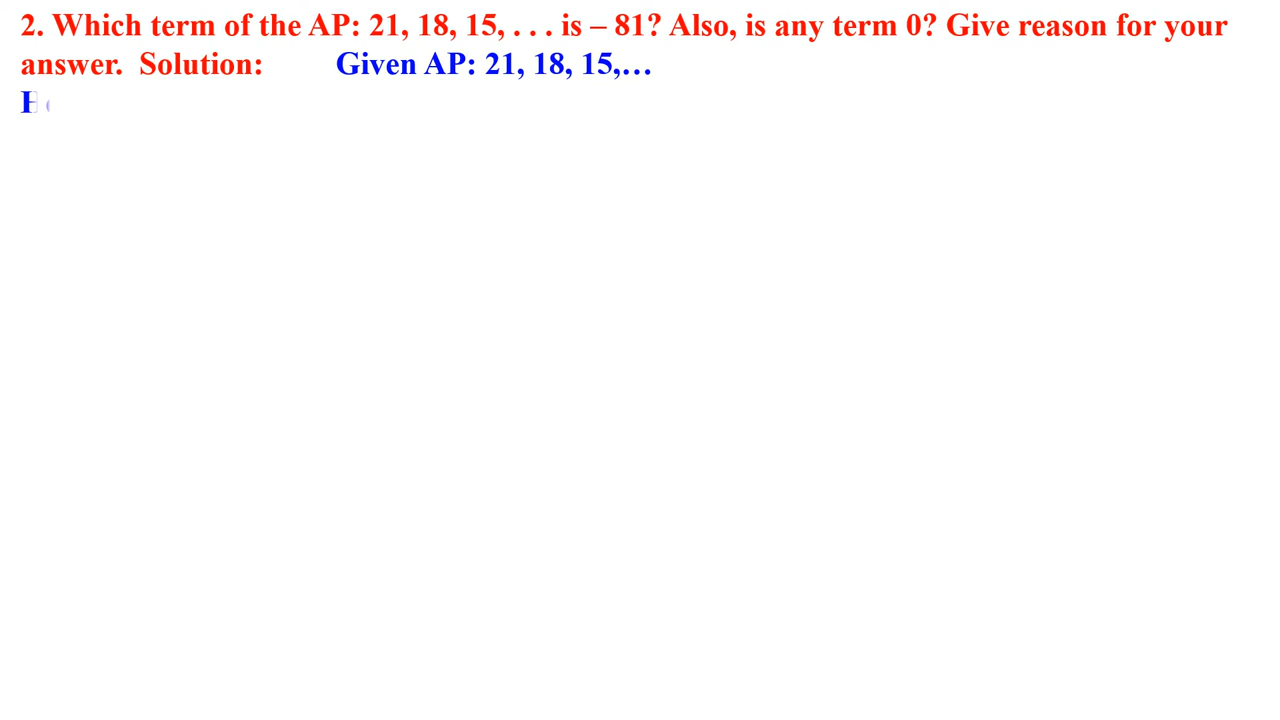 2. Which term of the AP: 21, 18, 15, . . . is – 81? Also, is any term 0? Give reason for your
answer. Solution: Given AP: 21, 18, 15,…